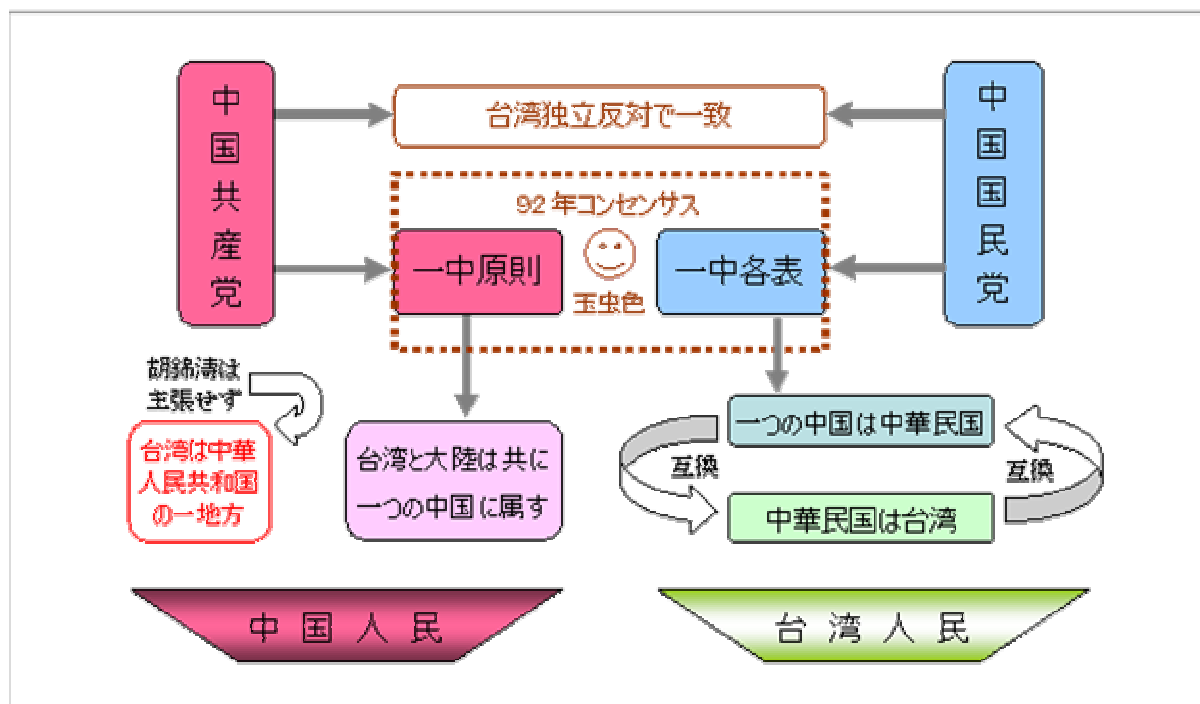 中国共産党
台湾独立反対で一致
中国国民党
92年コンセンサス
一中原則
玉虫色
一中各表
胡錦濤は
主張せず
台湾は中華
人民共和国
の一地方
台湾と大陸は共に
一つの中国に属す
一つの中国は中華民国
互換
互換
中華民国は台湾
中国人民
台湾人民